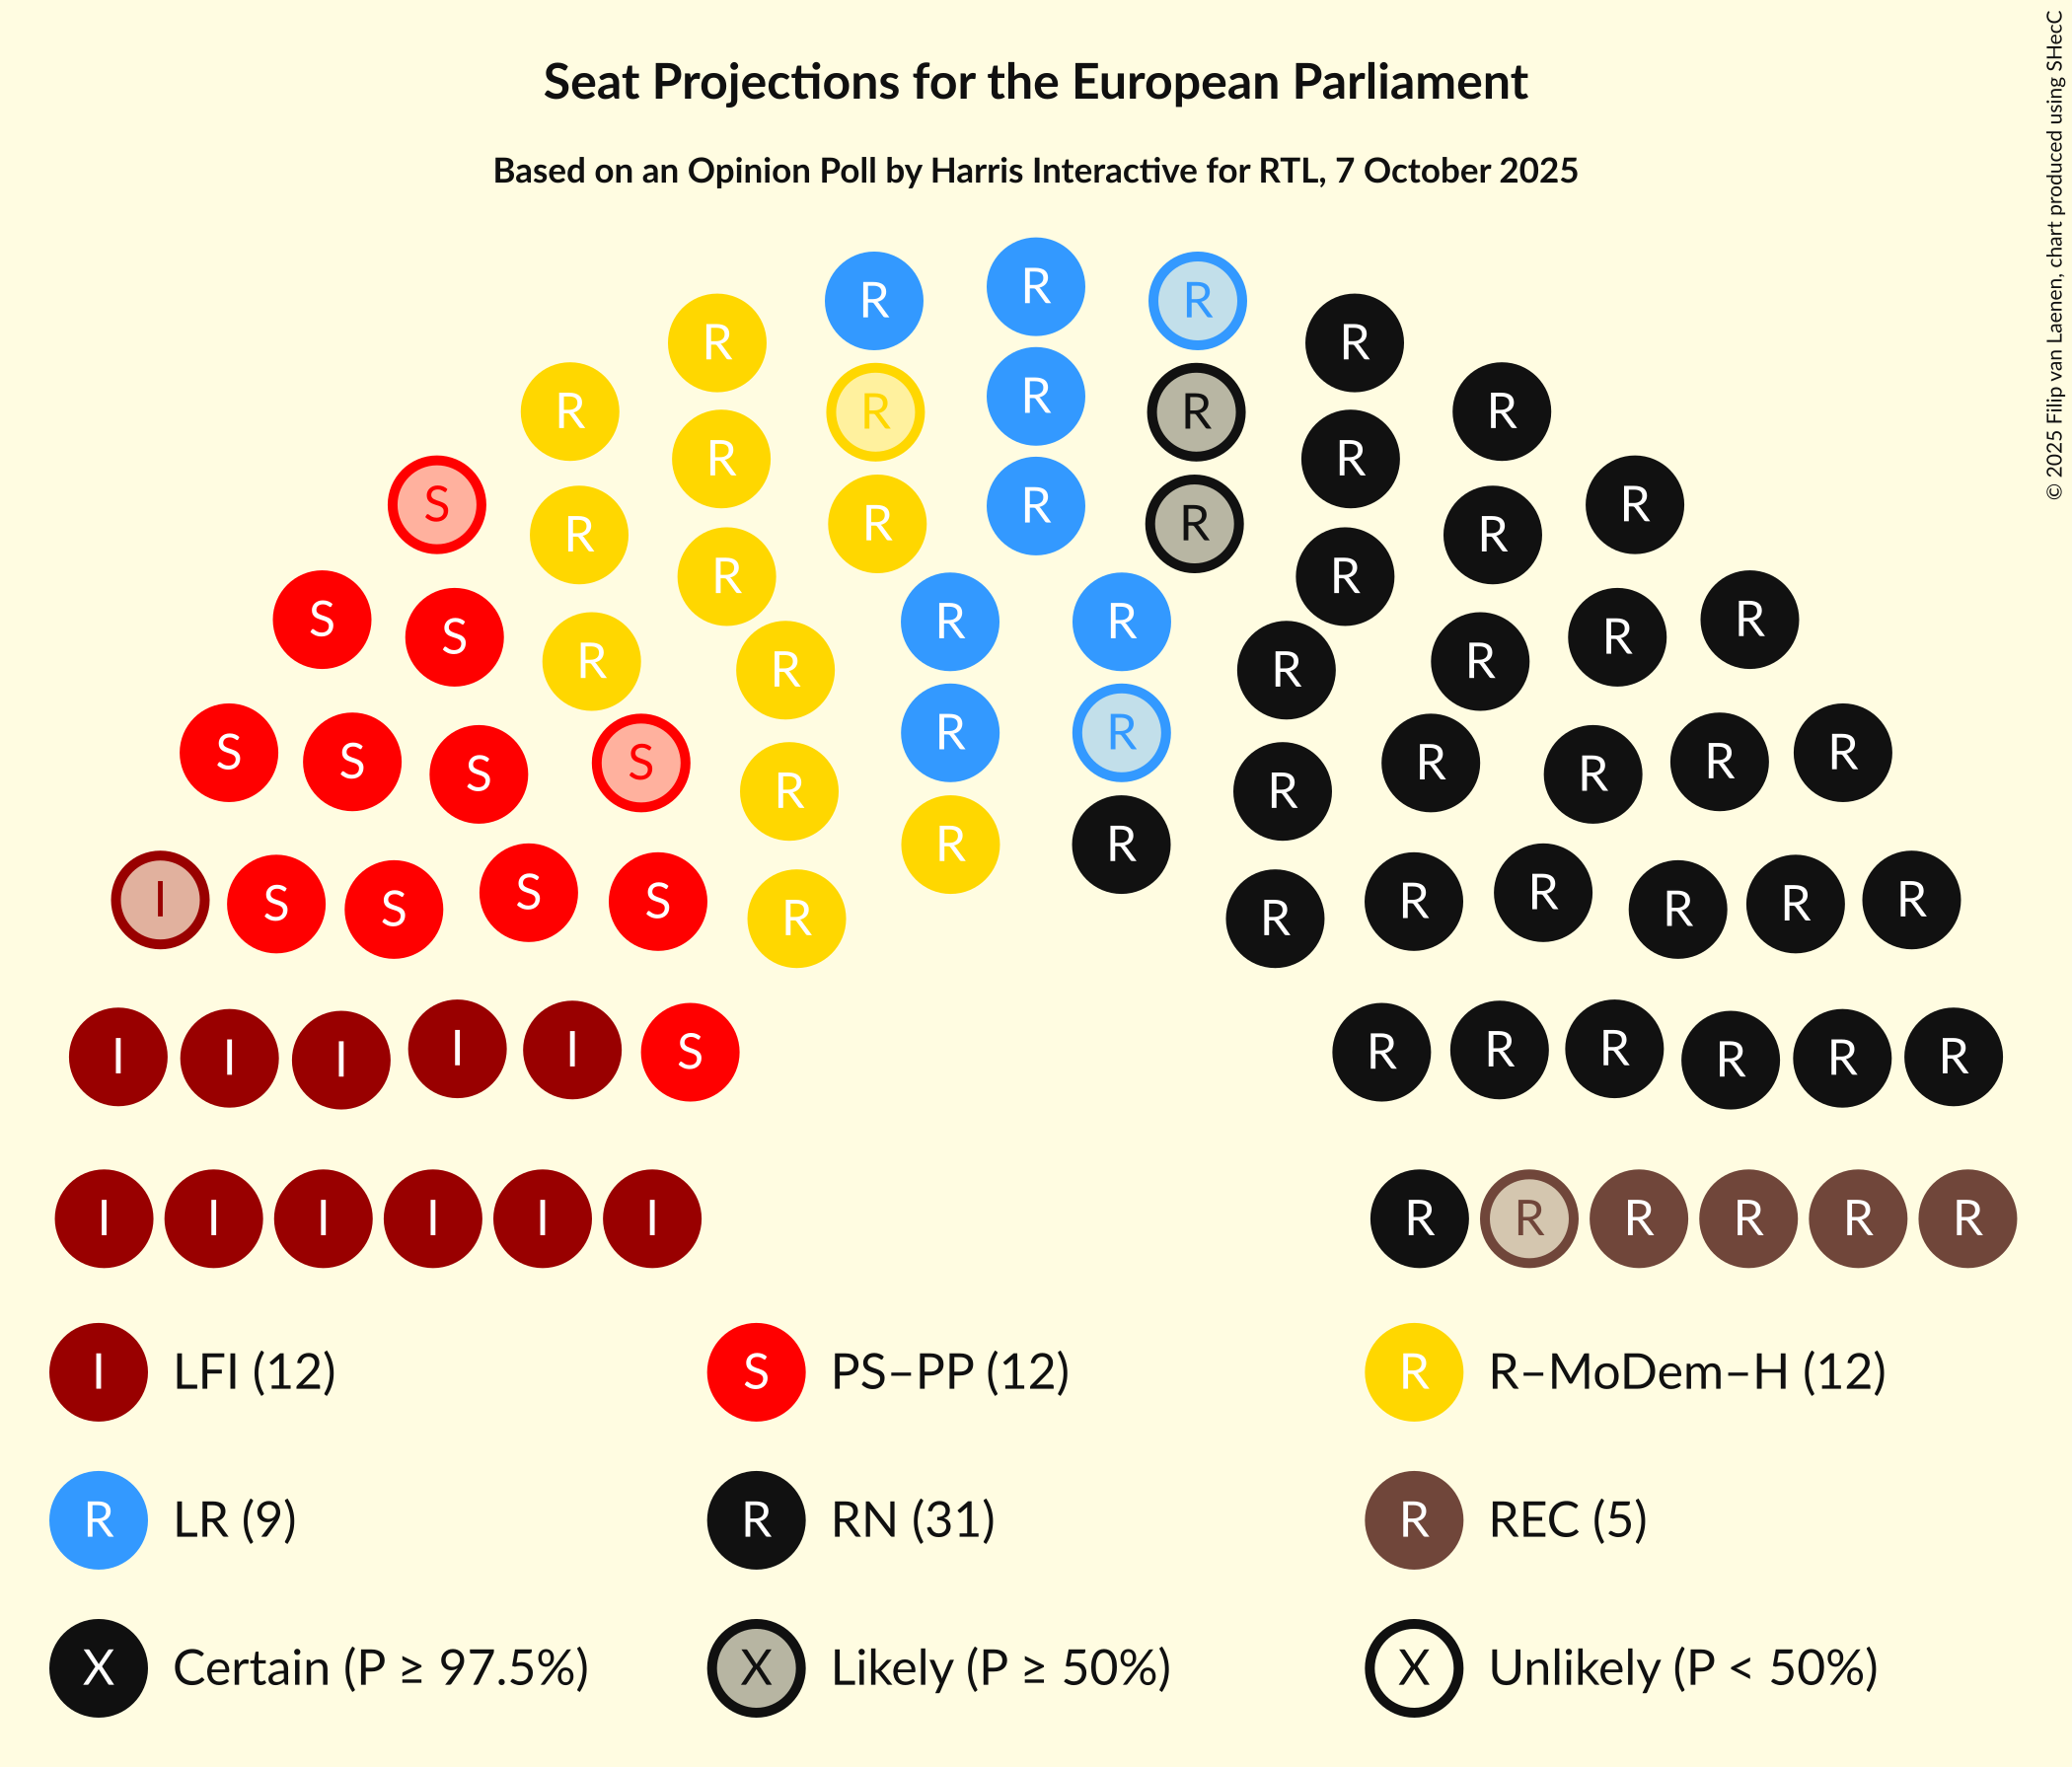 Seat Projections for the European Parliament
Based on an Opinion Poll by Harris Interactive for RTL, 7 October 2025
© 2025 Filip van Laenen, chart produced using SHecC
R
R R
R R
R R
R R R R
R R
R R
S S
R R
R R
R R
S R R R
S R R R
R R
R R
S R R R
S R R R
S S R R
S S R R
R R
R R
I S S S S R R R R R R R
I I I I I S R R R R R R
I I I I I I R R R R R R
I LFI (12) S PS–PP (12) R R–MoDem–H (12)
R LR (9) R RN (31) R REC (5)
X Certain (P ≥ 97.5%) X Likely (P ≥ 50%) X Unlikely (P < 50%)